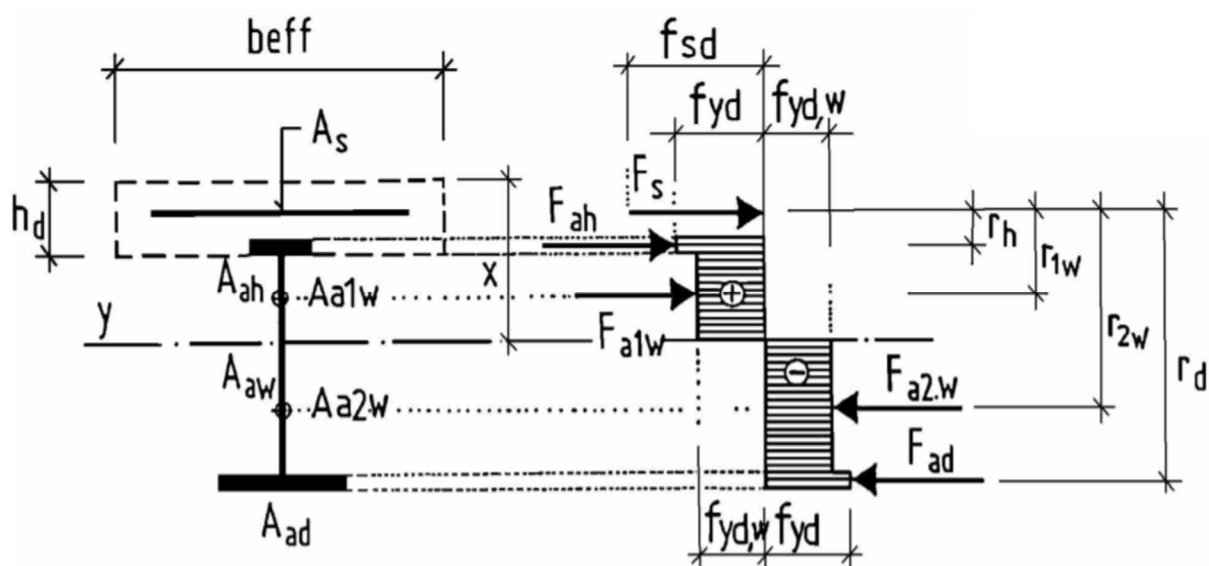 beff
fsd
fyd
fyd,w
As
Fs
hd
Fah
rh
r1w
x
Aah
Aa1w
y
Fa1w
r2w
Aaw
Aa2w
Fa2.w
rd
Fad
Aad
fyd,w
fyd